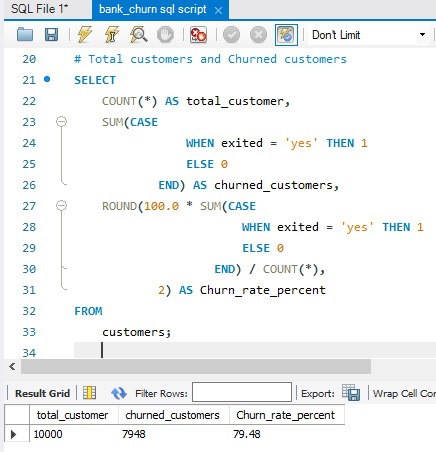 SQL File 1*
bank_churn sql script ×
Don't Limit
20 # Total customers and Churned customers
21 SELECT
22 COUNT(*) AS total_customer,
23 SUM(CASE
24 WHEN exited = 'yes' THEN 1
25 ELSE 0
26 END) AS churned_customers,
27 ROUND(100.0 * SUM(CASE
28 WHEN exited = 'yes' THEN 1
29 ELSE 0
30 END) / COUNT(*),
31 2) AS Churn_rate_percent
32 FROM
33 customers;
34
Result Grid Filter Rows: Export: Wrap Cell Cor
total_customer churned_customers Churn_rate_percent
10000 7948 79.48